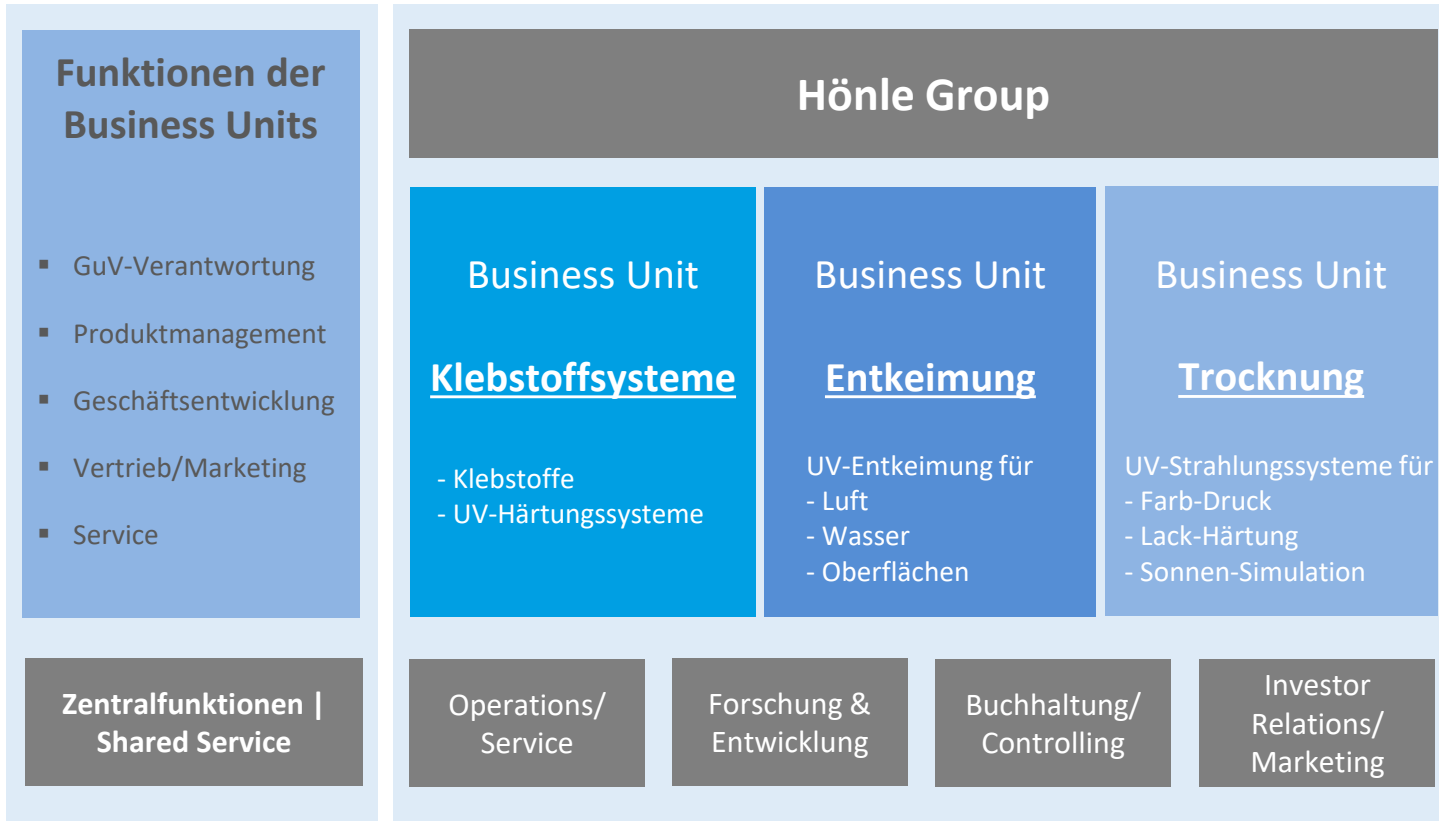 Funktionen der
Business Units
▪ GuV-Verantwortung
▪ Produktmanagement
▪ Geschäftsentwicklung
▪ Vertrieb/Marketing
▪ Service
Zentralfunktionen |
Shared Service
Hönle Group
Business Unit
Klebstoffsysteme
- Klebstoffe
- UV-Härtungssysteme
Business Unit
Entkeimung
UV-Entkeimung für
- Luft
- Wasser
- Oberflächen
Business Unit
Trocknung
UV-Strahlungssysteme für
- Farb-Druck
- Lack-Härtung
- Sonnen-Simulation
Operations/
Service
Forschung &
Entwicklung
Buchhaltung/
Controlling
Investor
Relations/
Marketing